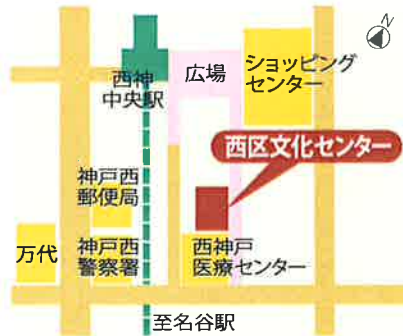 N
西神
中央駅
広場
ショッピング
センター
西区文化センター
神戸西
郵便局
万代
神戸西
警察署
西神戸
医療センター
至名谷駅